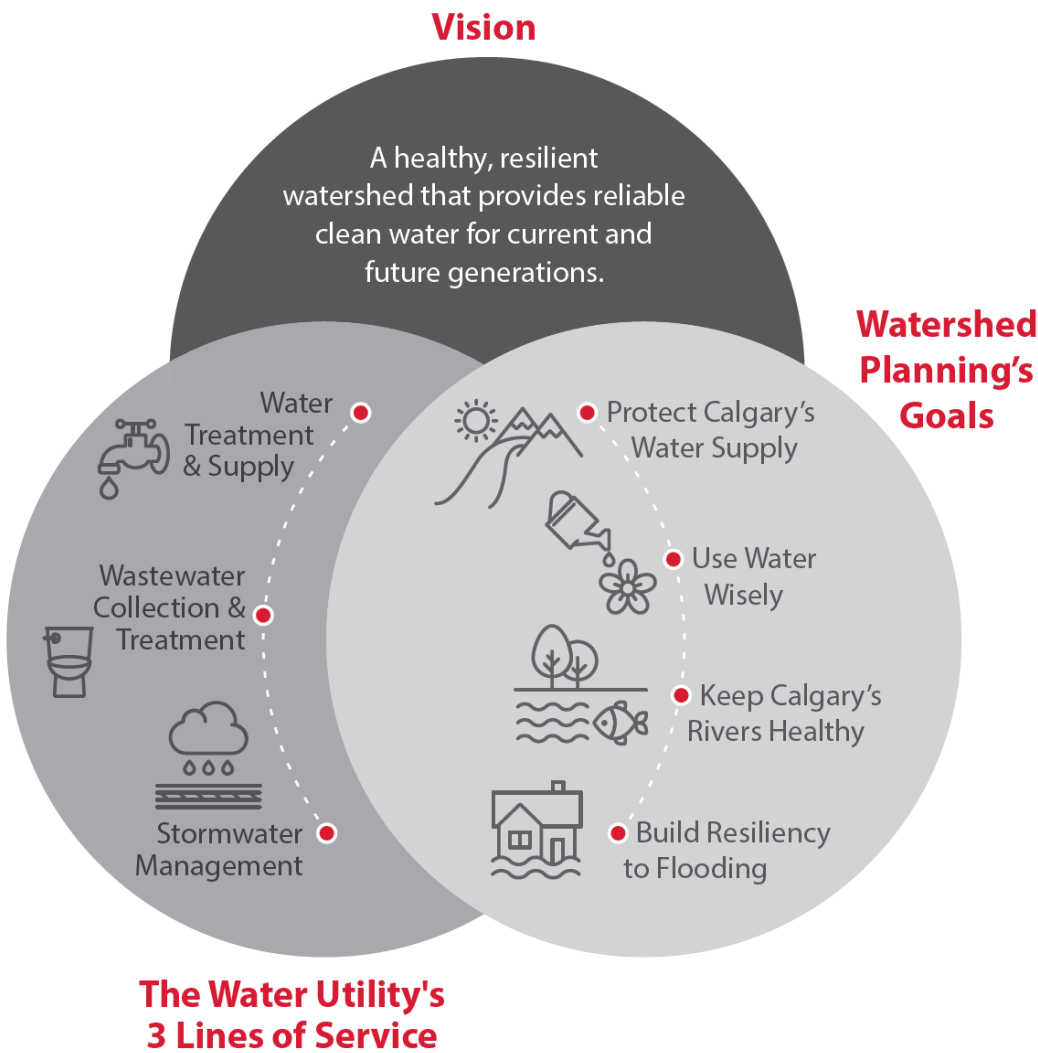 Vision
A healthy, resilient
watershed that provides reliable
clean water for current and
future generations.
Watershed
Planning’s
Goals
Water
Treatment
& Supply
Wastewater
Collection &
Treatment
Stormwater
Management
Protect Calgary’s
Water Supply
Use Water
Wisely
Keep Calgary’s
Rivers Healthy
Build Resiliency
to Flooding
The Water Utility's
3 Lines of Service